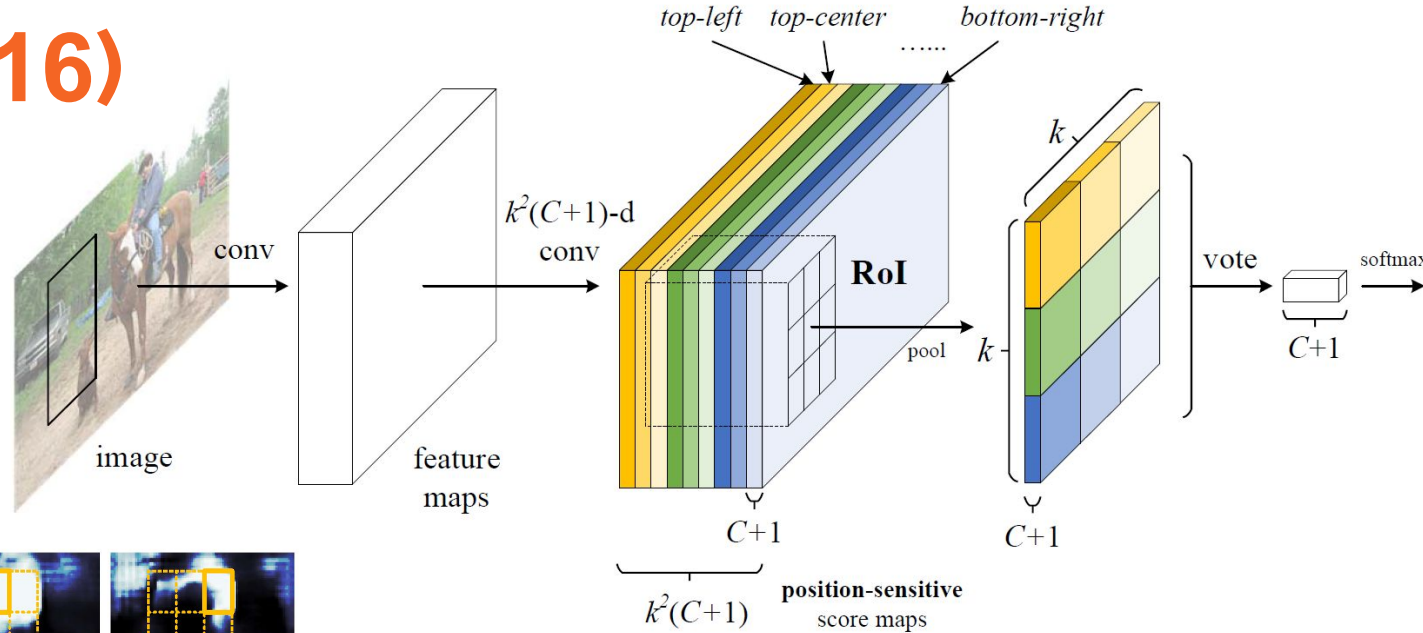 16)
top-left top-center ...... bottom-right
k
k²(C+1)-d
conv
conv
RoI
vote
softmax
pool
k
C+1
image
feature
maps
C+1
C+1
k²(C+1)
position-sensitive
score maps